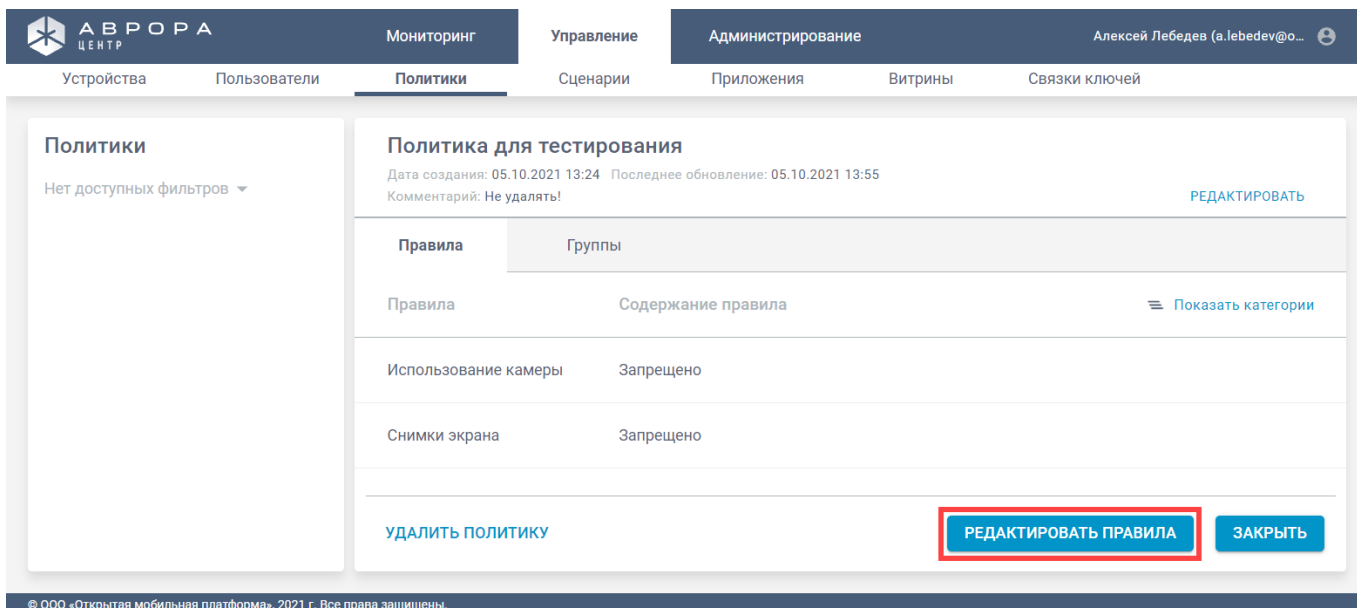 АВРОРА
ЦЕНТР
Мониторинг Управление Администрирование Алексей Лебедев (a.lebedev@o...
Устройства Пользователи Политики Сценарии Приложения Витрины Связки ключей
Политики
Нет доступных фильтров
Политика для тестирования
Дата создания: 05.10.2021 13:24 Последнее обновление: 05.10.2021 13:55
Комментарий: Не удалять!
РЕДАКТИРОВАТЬ
Правила Группы
Правила Содержание правила Показать категории
Использование камеры Запрещено
Снимки экрана Запрещено
УДАЛИТЬ ПОЛИТИКУ РЕДАКТИРОВАТЬ ПРАВИЛА ЗАКРЫТЬ
© ООО «Открытая мобильная платформа», 2021 г. Все права защищены.